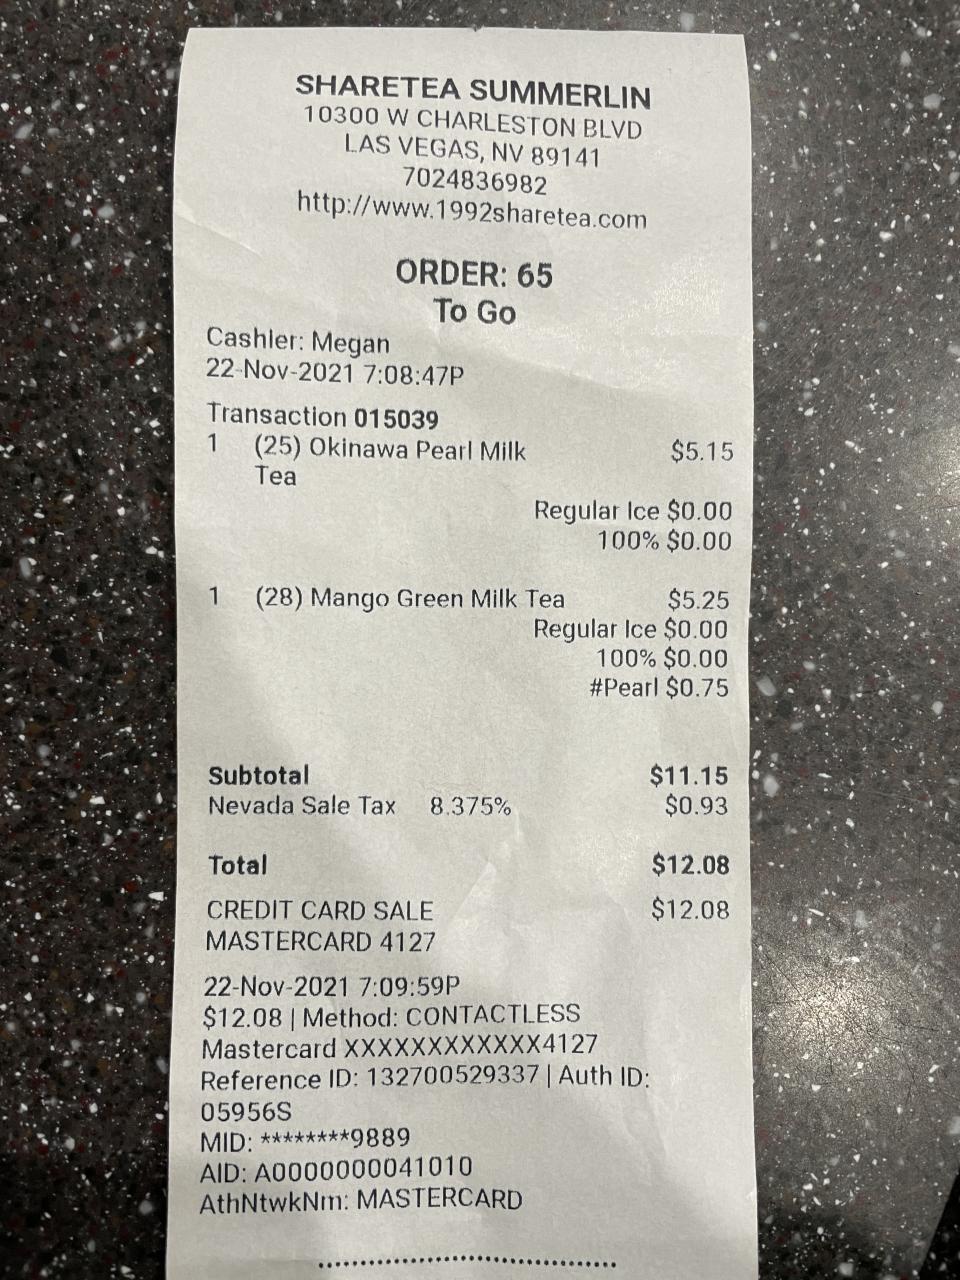 SHARETEA SUMMERLIN
10300 W CHARLESTON BLVD
LAS VEGAS, NV 89141
7024836982
http://www.1992sharetea.com
ORDER: 65
To Go
Cashier: Megan
22-Nov-2021 7:08:47P
Transaction 015039
1 (25) Okinawa Pearl Milk $5.15
Tea
Regular Ice $0.00
100% $0.00
1 (28) Mango Green Milk Tea $5.25
Regular Ice $0.00
100% $0.00
#Pearl $0.75
Subtotal $11.15
Nevada Sale Tax 8.375% $0.93
Total $12.08
CREDIT CARD SALE $12.08
MASTERCARD 4127
22-Nov-2021 7:09:59P
$12.08 | Method: CONTACTLESS
Mastercard XXXXXXXXXXXX4127
Reference ID: 132700529337 | Auth ID:
05956S
MID: ********9889
AID: A0000000041010
AthNtwkNm: MASTERCARD